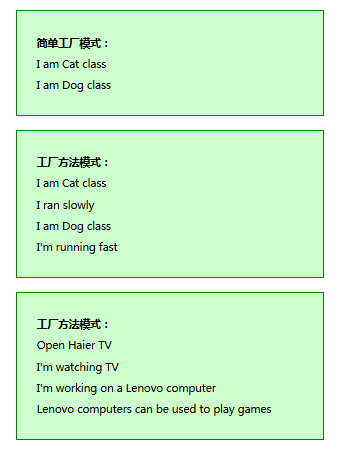 简单工厂模式：
I am Cat class
I am Dog class
工厂方法模式：
I am Cat class
I ran slowly
I am Dog class
I'm running fast
工厂方法模式：
Open Haier TV
I'm watching TV
I'm working on a Lenovo computer
Lenovo computers can be used to play games